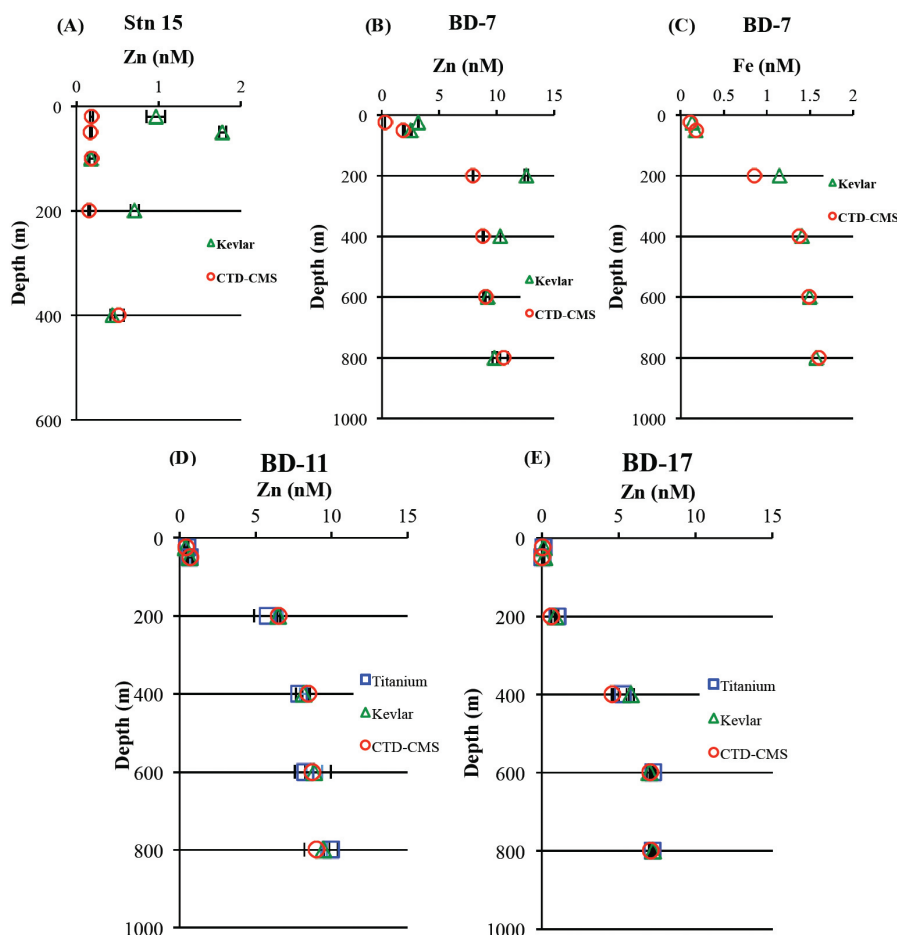 (A) Stn 15
Zn (nM)
0 1 2
0
200
400
600
Depth (m)
Kevlar
CTD-CMS
(B) BD-7
Zn (nM)
0 5 10 15
0
200
400
600
800
1000
Depth (m)
Kevlar
CTD-CMS
(C) BD-7
Fe (nM)
0 0.5 1 1.5 2
0
200
400
600
800
1000
Depth (m)
Kevlar
CTD-CMS
(D) BD-11
Zn (nM)
0 5 10 15
0
200
400
600
800
1000
Depth (m)
Titanium
Kevlar
CTD-CMS
(E) BD-17
Zn (nM)
0 5 10 15
0
200
400
600
800
1000
Depth (m)
Titanium
Kevlar
CTD-CMS